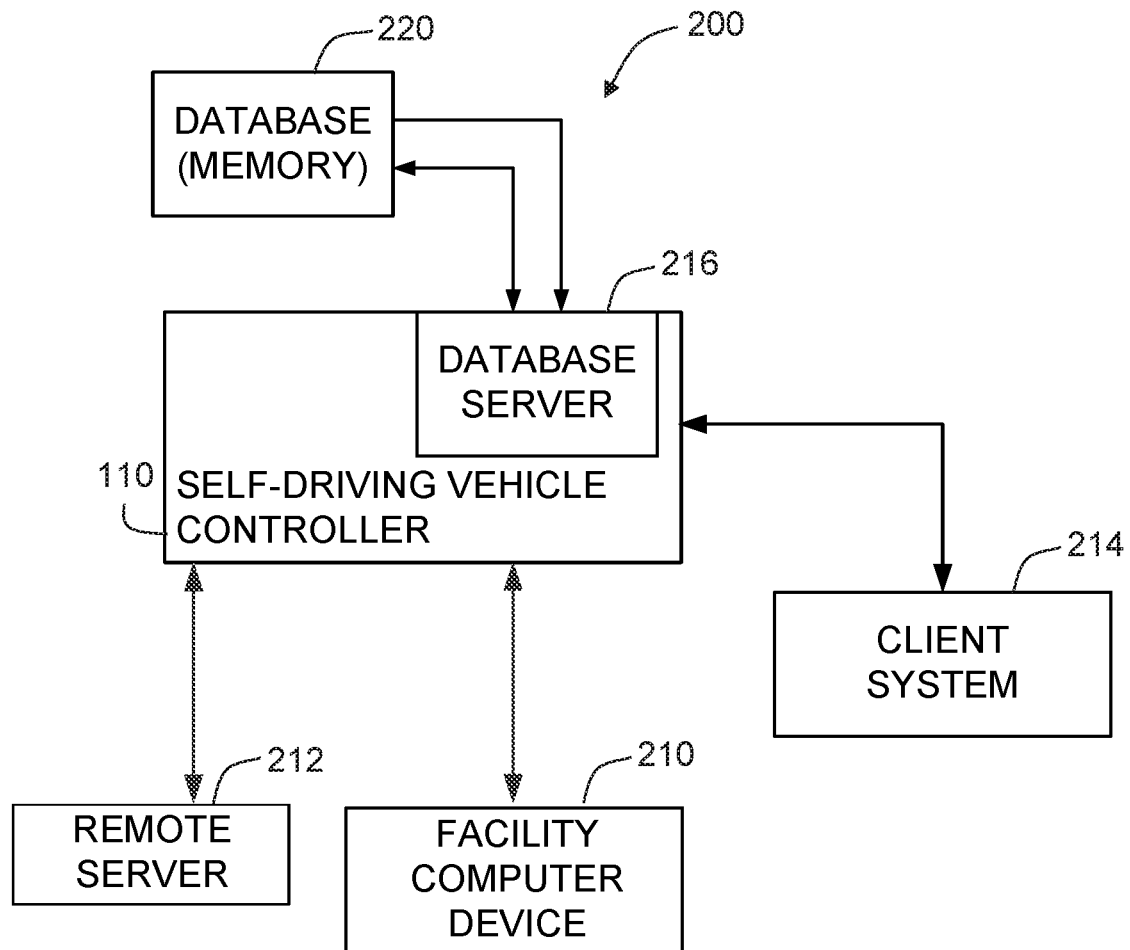 220
200
DATABASE
(MEMORY)
216
DATABASE
SERVER
110
SELF-DRIVING VEHICLE
CONTROLLER
214
CLIENT
SYSTEM
212
REMOTE
SERVER
210
FACILITY
COMPUTER
DEVICE